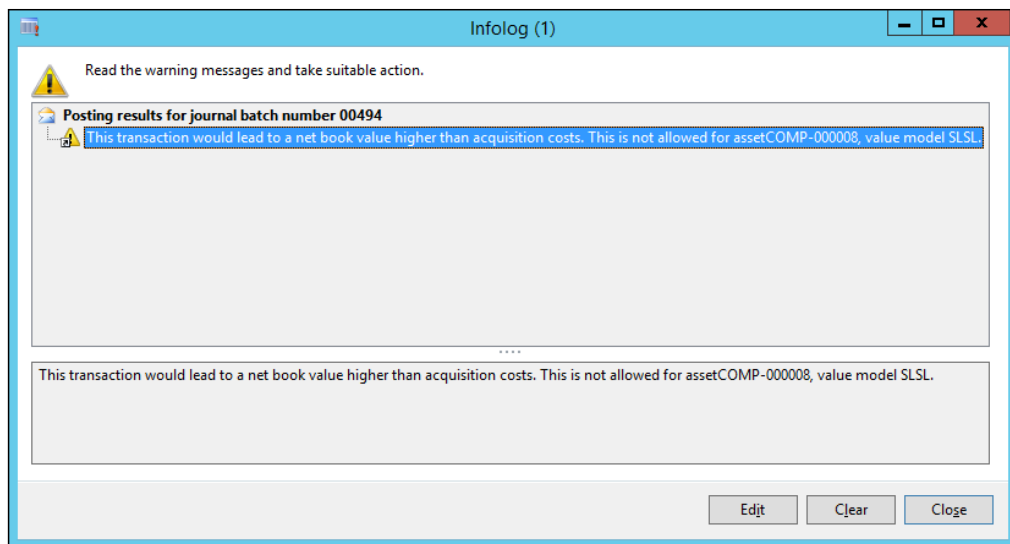 Infolog (1)
Read the warning messages and take suitable action.
Posting results for journal batch number 00494
This transaction would lead to a net book value higher than acquisition costs. This is not allowed for assetCOMP-000008, value model SLSL.
This transaction would lead to a net book value higher than acquisition costs. This is not allowed for assetCOMP-000008, value model SLSL.
Edit Clear Close